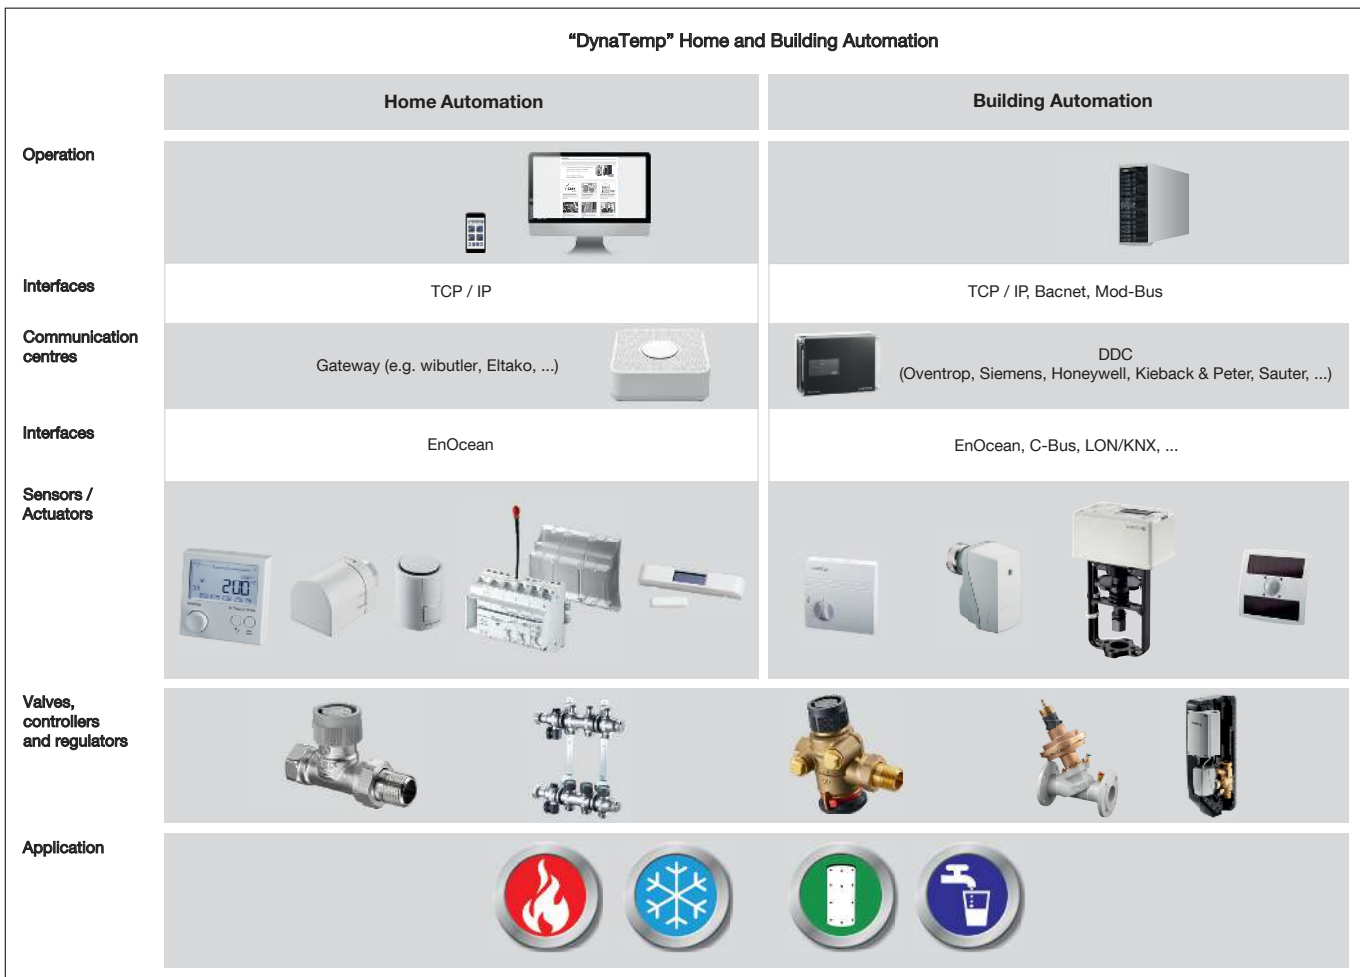 “DynaTemp” Home and Building Automation
Home Automation
Building Automation
Operation
Interfaces
TCP / IP
TCP / IP, Bacnet, Mod-Bus
Communication
centres
Gateway (e.g. wibutler, Eltako, ...)
DDC
(Oventrop, Siemens, Honeywell, Kieback & Peter, Sauter, ...)
Interfaces
EnOcean
EnOcean, C-Bus, LON/KNX, ...
Sensors /
Actuators
Valves,
controllers
and regulators
Application